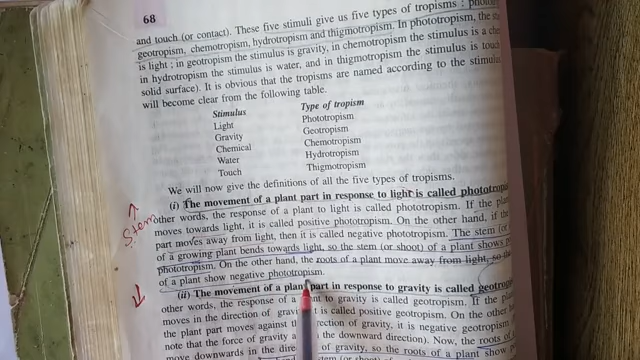 68
and touch (or contact). These five stimuli give us five types of tropisms :
geotropism, chemotropism, hydrotropism and thigmotropism. In phototropism, the
is light ; in geotropism the stimulus is gravity, in chemotropism the stimulus is a
in hydrotropism the stimulus is water, and in thigmotropism the stimulus is touch
solid surface). It is obvious that the tropisms are named according to the
will become clear from the following table.
Stimulus Type of tropism
Light Phototropism
Gravity Geotropism
Chemical Chemotropism
Water Hydrotropism
Touch Thigmotropism
We will now give the definitions of all the five types of tropisms.
(i) The movement of a plant part in response to light is called
other words, the response of a plant to light is called phototropism. If the
moves towards light, it is called positive phototropism. On the other hand, if the
part moves away from light, then it is called negative phototropism. The stem
of a growing plant bends towards light, so the stem (or shoot) of a plant shows
phototropism. On the other hand, the roots of a plant move away from light, so
of a plant show negative phototropism.
Stem
(ii) The movement of a plant part in response to gravity is called
other words, the response of a to gravity is called geotropism. If the
moves in the direction of it is called positive geotropism. On the other
the plant part moves against of gravity, it is negative
note that the force of gravity the downward direction). Now, the roots
move downwards in the of gravity, so the roots of a plant show